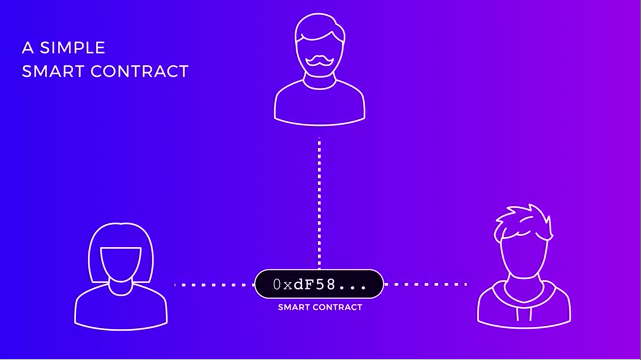 A SIMPLE
SMART CONTRACT
0xdF58...
SMART CONTRACT